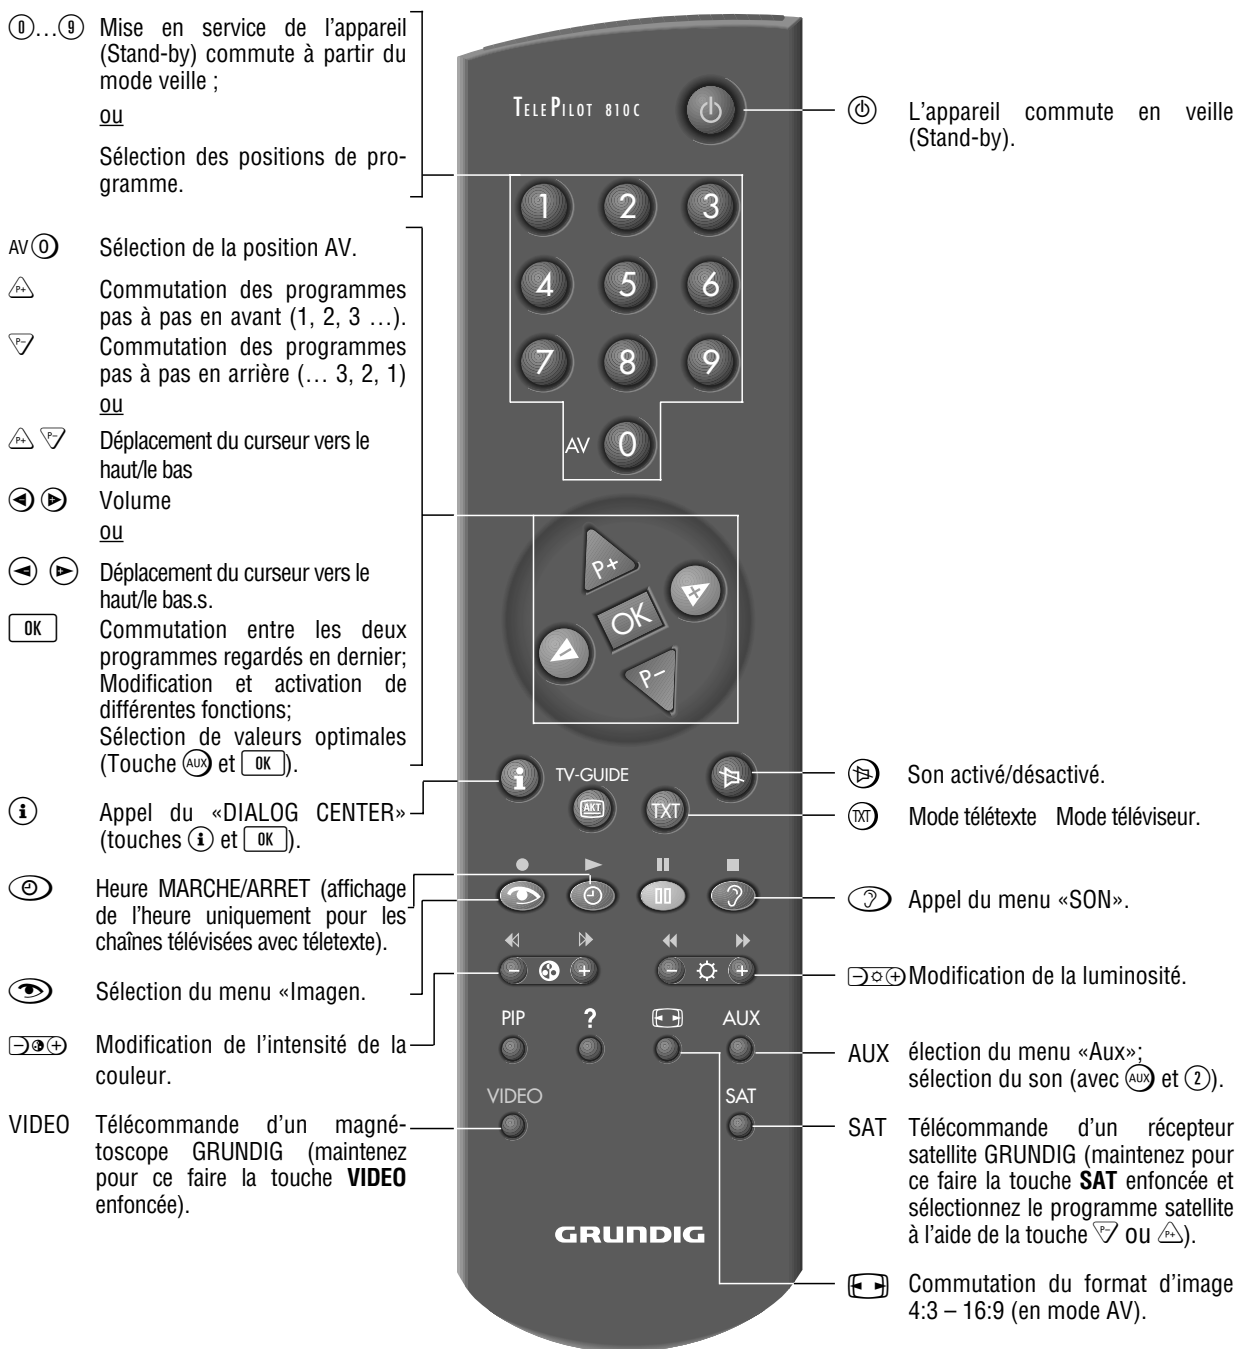 0…9 Mise en service de l'appareil
(Stand-by) commute à partir du
mode veille ;
ou
Sélection des positions de pro-
gramme.
AV 0 Sélection de la position AV.
P+ Commutation des programmes
pas à pas en avant (1, 2, 3 …).
P- Commutation des programmes
pas à pas en arrière (… 3, 2, 1)
ou
P+ P- Déplacement du curseur vers le
haut/le bas
Volume
ou
Déplacement du curseur vers le
haut/le bas.s.
OK Commutation entre les deux
programmes regardés en dernier;
Modification et activation de
différentes fonctions;
Sélection de valeurs optimales
(Touche AUX et OK ).
i Appel du «DIALOG CENTER»
(touches i et OK ).
Heure MARCHE/ARRET (affichage
de l'heure uniquement pour les
chaînes télévisées avec téletexte).
Sélection du menu «Imagen.
- + Modification de l'intensité de la
couleur.
VIDEO Télécommande d'un magné-
toscope GRUNDIG (maintenez
pour ce faire la touche VIDEO
enfoncée).
TELEPILOT 810 C
1 2 3
4 5 6
7 8 9
AV 0
P+
+
OK
-
P-
i TV-GUIDE
AKT TXT
- + - +
PIP ? AUX
VIDEO SAT
GRUNDIG
L'appareil commute en veille
(Stand-by).
Son activé/désactivé.
TXT Mode télétexte Mode téléviseur.
Appel du menu «SON».
- + Modification de la luminosité.
AUX élection du menu «Aux»;
sélection du son (avec AUX et 2).
SAT Télécommande d'un récepteur
satellite GRUNDIG (maintenez pour
ce faire la touche SAT enfoncée et
sélectionnez le programme satellite
à l'aide de la touche P- ou P+).
Commutation du format d'image
4:3 – 16:9 (en mode AV).